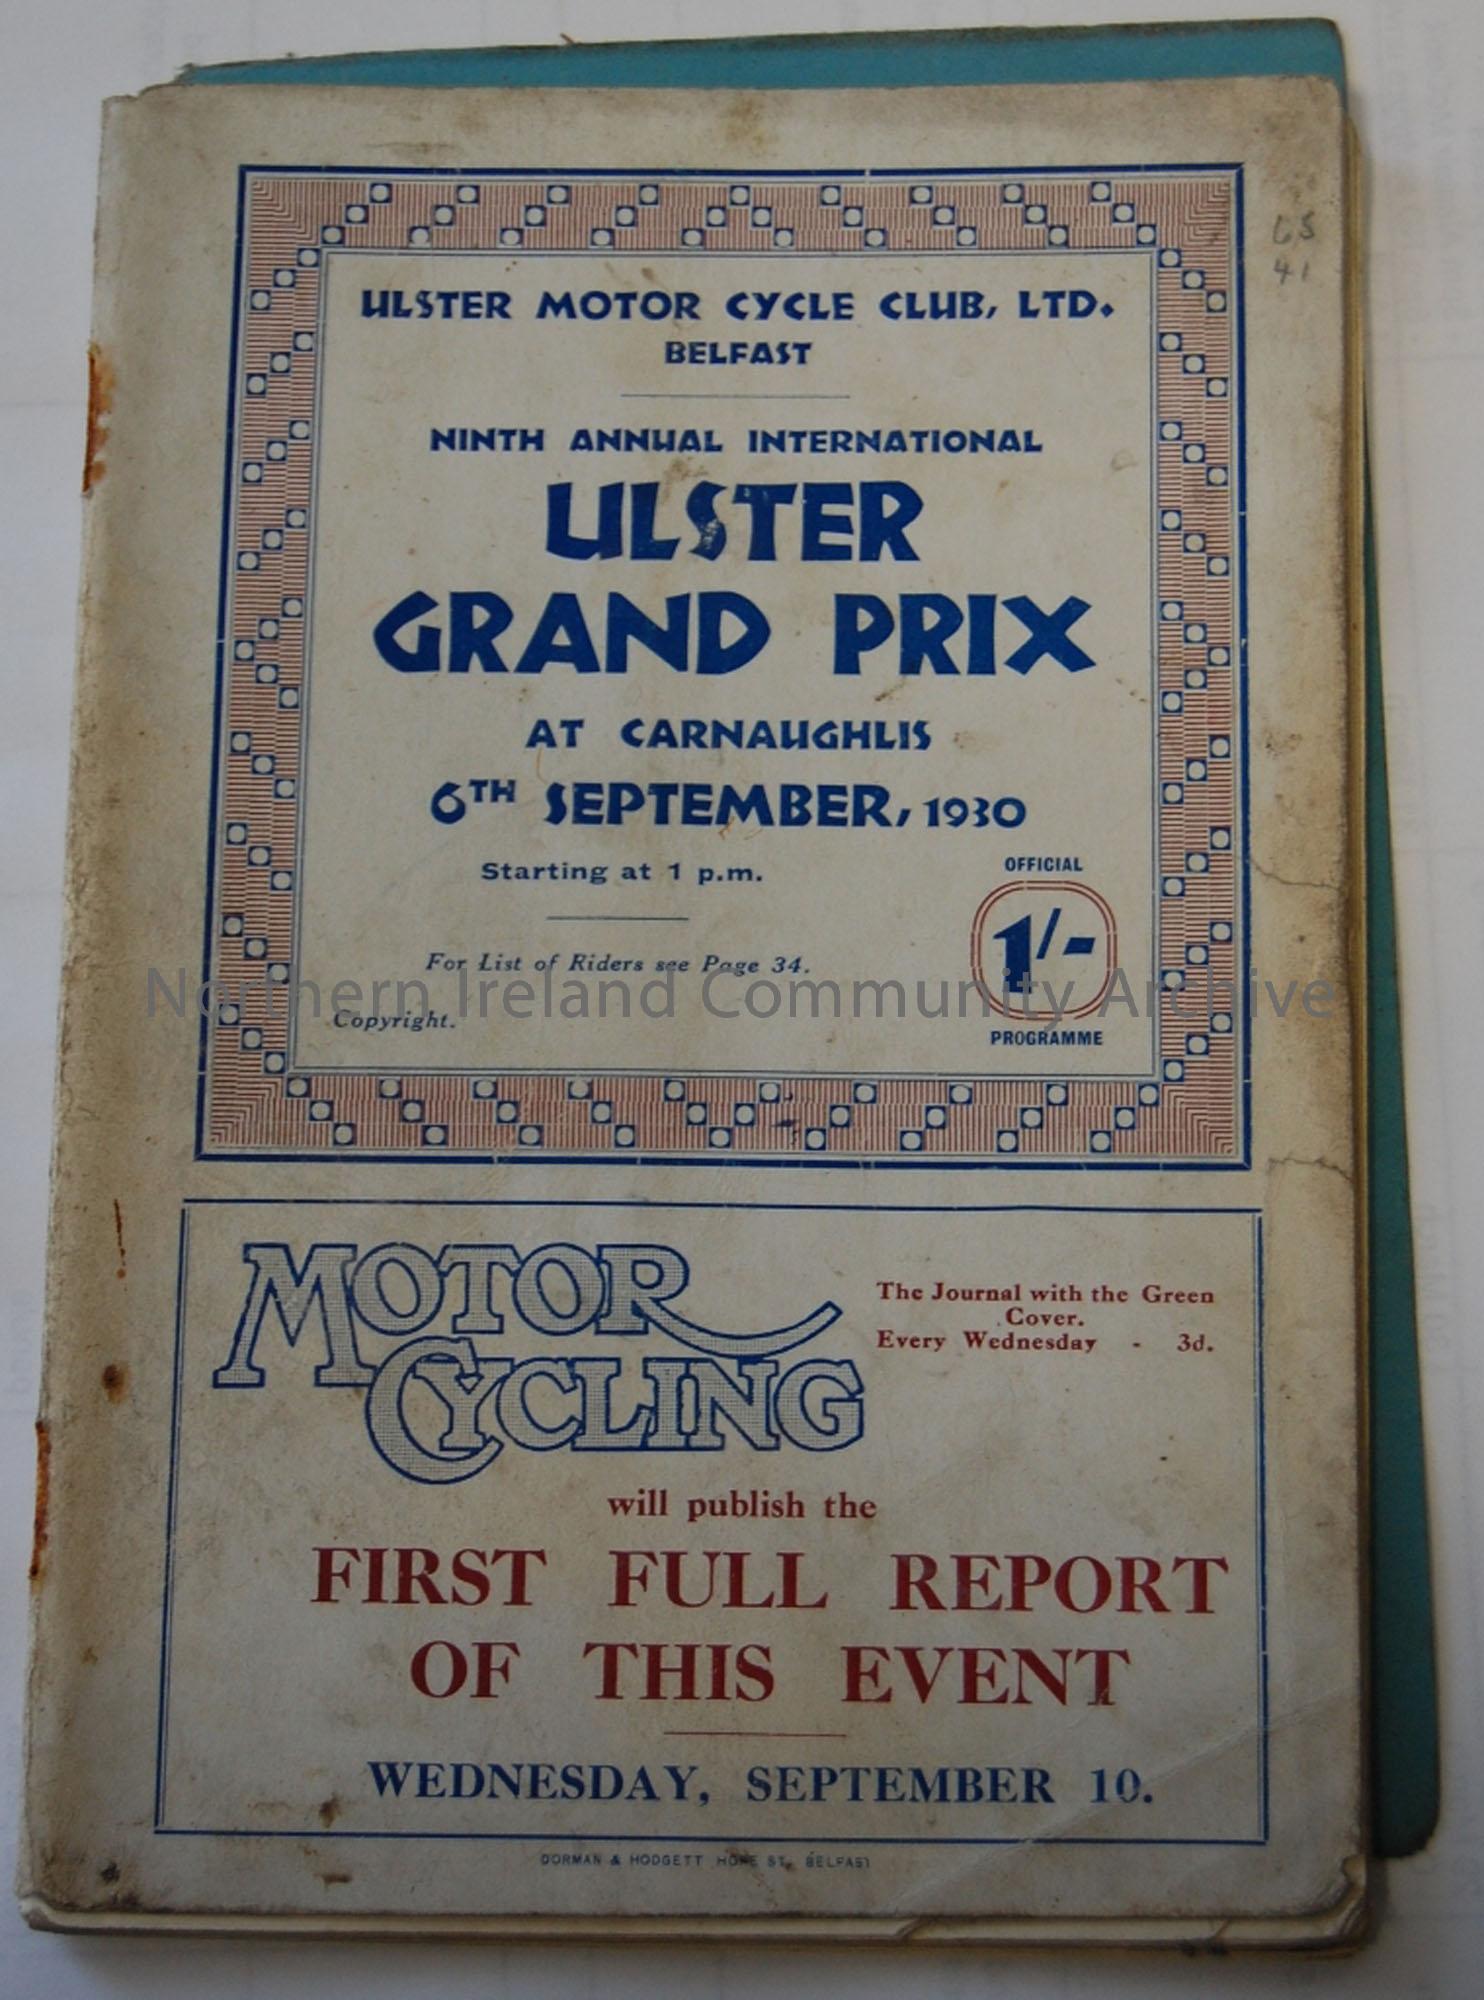 ULSTER MOTOR CYCLE CLUB, LTD.
BELFAST
NINTH ANNUAL INTERNATIONAL
ULSTER
GRAND PRIX
AT CARNAUGHLIS
6TH SEPTEMBER, 1930
Starting at 1 p.m.
OFFICIAL
1/-
PROGRAMME
For List of Riders see Page 34.
Copyright.
Northern Ireland Community Archive
65
41
MOTOR
CYCLING
The Journal with the Green
Cover.
Every Wednesday - 3d.
will publish the
FIRST FULL REPORT
OF THIS EVENT
WEDNESDAY, SEPTEMBER 10.
DORMAN & HODGETT HOPE ST. BELFAST